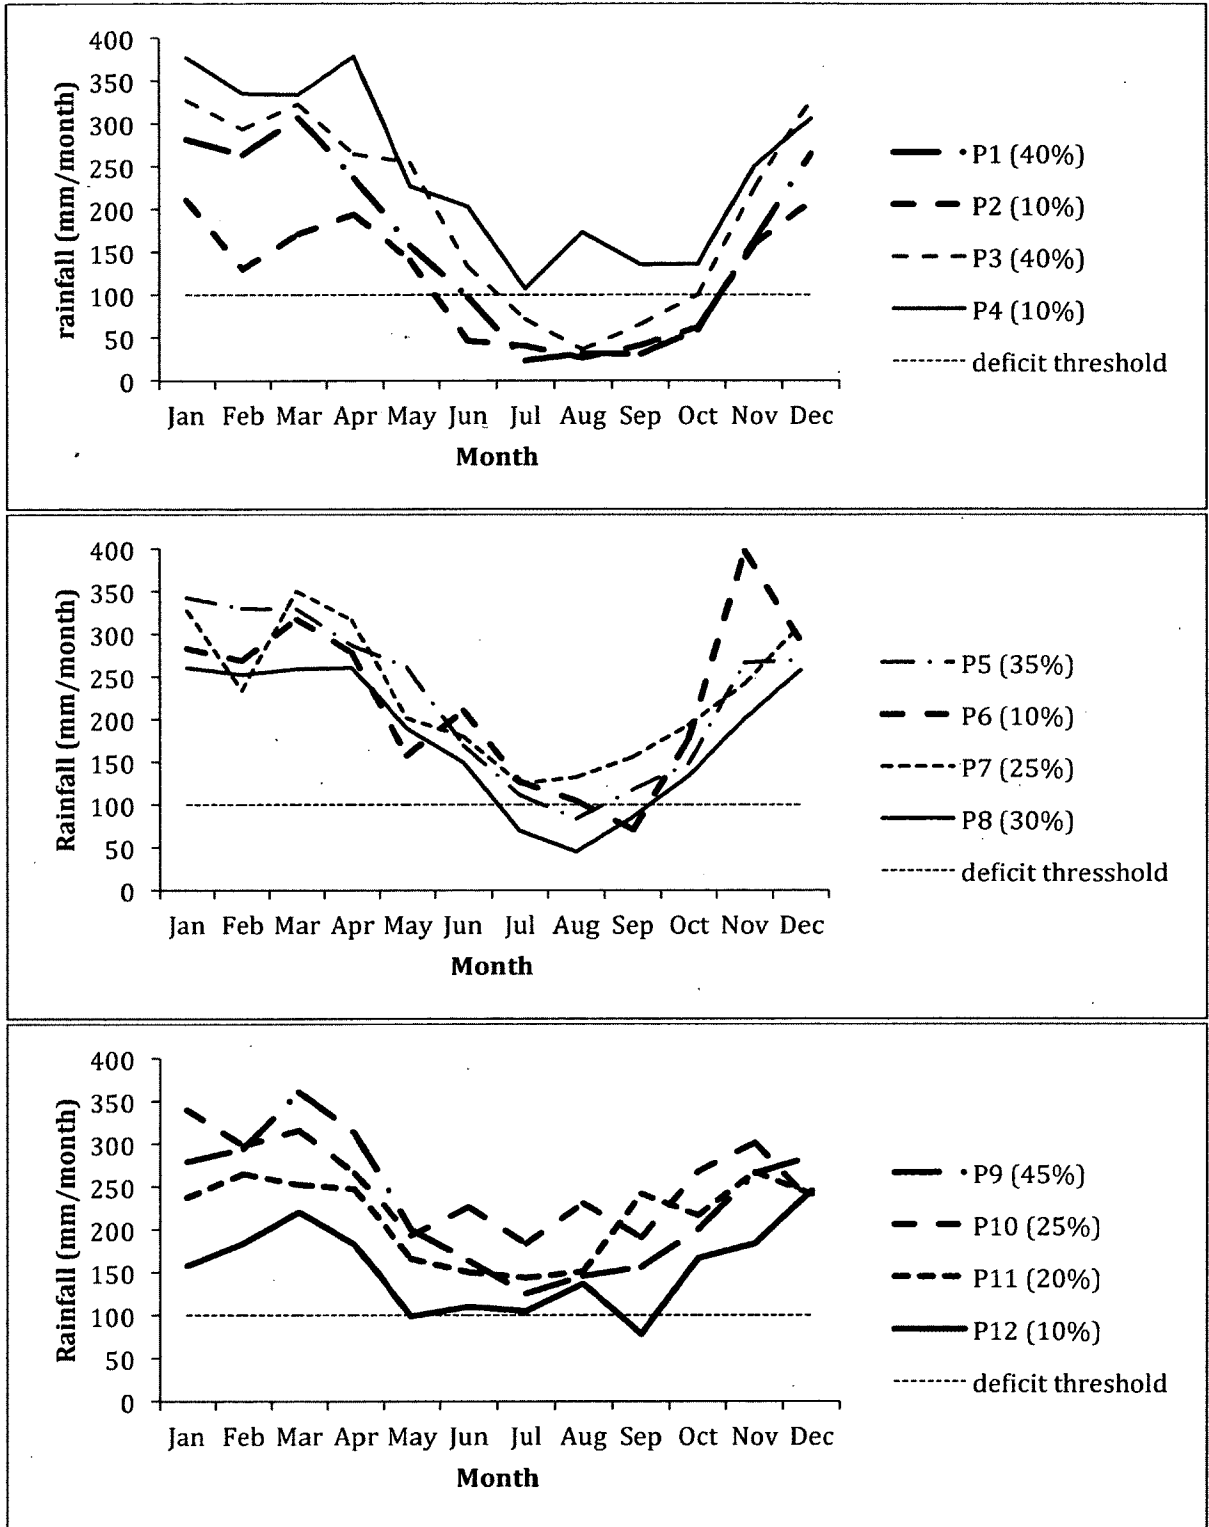 400
350
300
250
200
150
100
50
0
rainfall (mm/month)
Jan Feb Mar Apr May Jun Jul Aug Sep Oct Nov Dec
Month
P1 (40%)
P2 (10%)
P3 (40%)
P4 (10%)
deficit threshold
400
350
300
250
200
150
100
50
0
Rainfall (mm/month)
Jan Feb Mar Apr May Jun Jul Aug Sep Oct Nov Dec
Month
P5 (35%)
P6 (10%)
P7 (25%)
P8 (30%)
deficit thresshold
400
350
300
250
200
150
100
50
0
Rainfall (mm/month)
Jan Feb Mar Apr May Jun Jul Aug Sep Oct Nov Dec
Month
P9 (45%)
P10 (25%)
P11 (20%)
P12 (10%)
deficit threshold